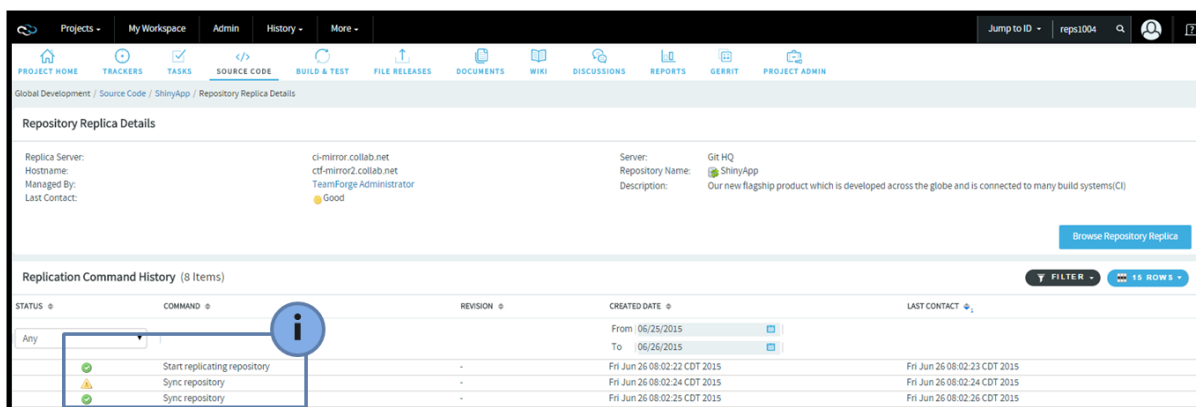 Projects My Workspace Admin History More Jump to ID reps1004
PROJECT HOME TRACKERS TASKS SOURCE CODE BUILD & TEST FILE RELEASES DOCUMENTS WIKI DISCUSSIONS REPORTS GERRIT PROJECT ADMIN
Global Development / Source Code / ShinyApp / Repository Replica Details
Repository Replica Details
Replica Server: ci-mirror.collab.net Server: Git HQ
Hostname: ctf-mirror2.collab.net Repository Name: ShinyApp
Managed By: TeamForge Administrator Description: Our new flagship product which is developed across the globe and is connected to many build systems(CI)
Last Contact: Good
Browse Repository Replica
Replication Command History (8 Items) FILTER 15 ROWS
STATUS COMMAND REVISION CREATED DATE LAST CONTACT 1
i
From 06/25/2015
Any
To 06/26/2015
Start replicating repository - Fri Jun 26 08:02:22 CDT 2015 Fri Jun 26 08:02:23 CDT 2015
Sync repository - Fri Jun 26 08:02:24 CDT 2015 Fri Jun 26 08:02:24 CDT 2015
Sync repository - Fri Jun 26 08:02:25 CDT 2015 Fri Jun 26 08:02:26 CDT 2015